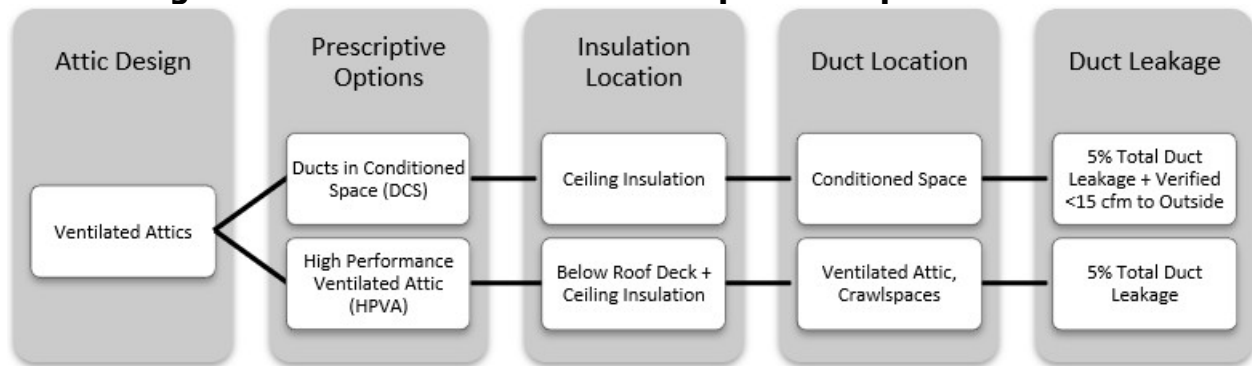 Attic Design
Prescriptive
Options
Insulation
Location
Duct Location
Duct Leakage
Ventilated Attics
Ducts in Conditioned
Space (DCS)
Ceiling Insulation
Conditioned Space
5% Total Duct
Leakage + Verified
<15 cfm to Outside
High Performance
Ventilated Attic
(HPVA)
Below Roof Deck +
Ceiling Insulation
Ventilated Attic,
Crawlspaces
5% Total Duct
Leakage